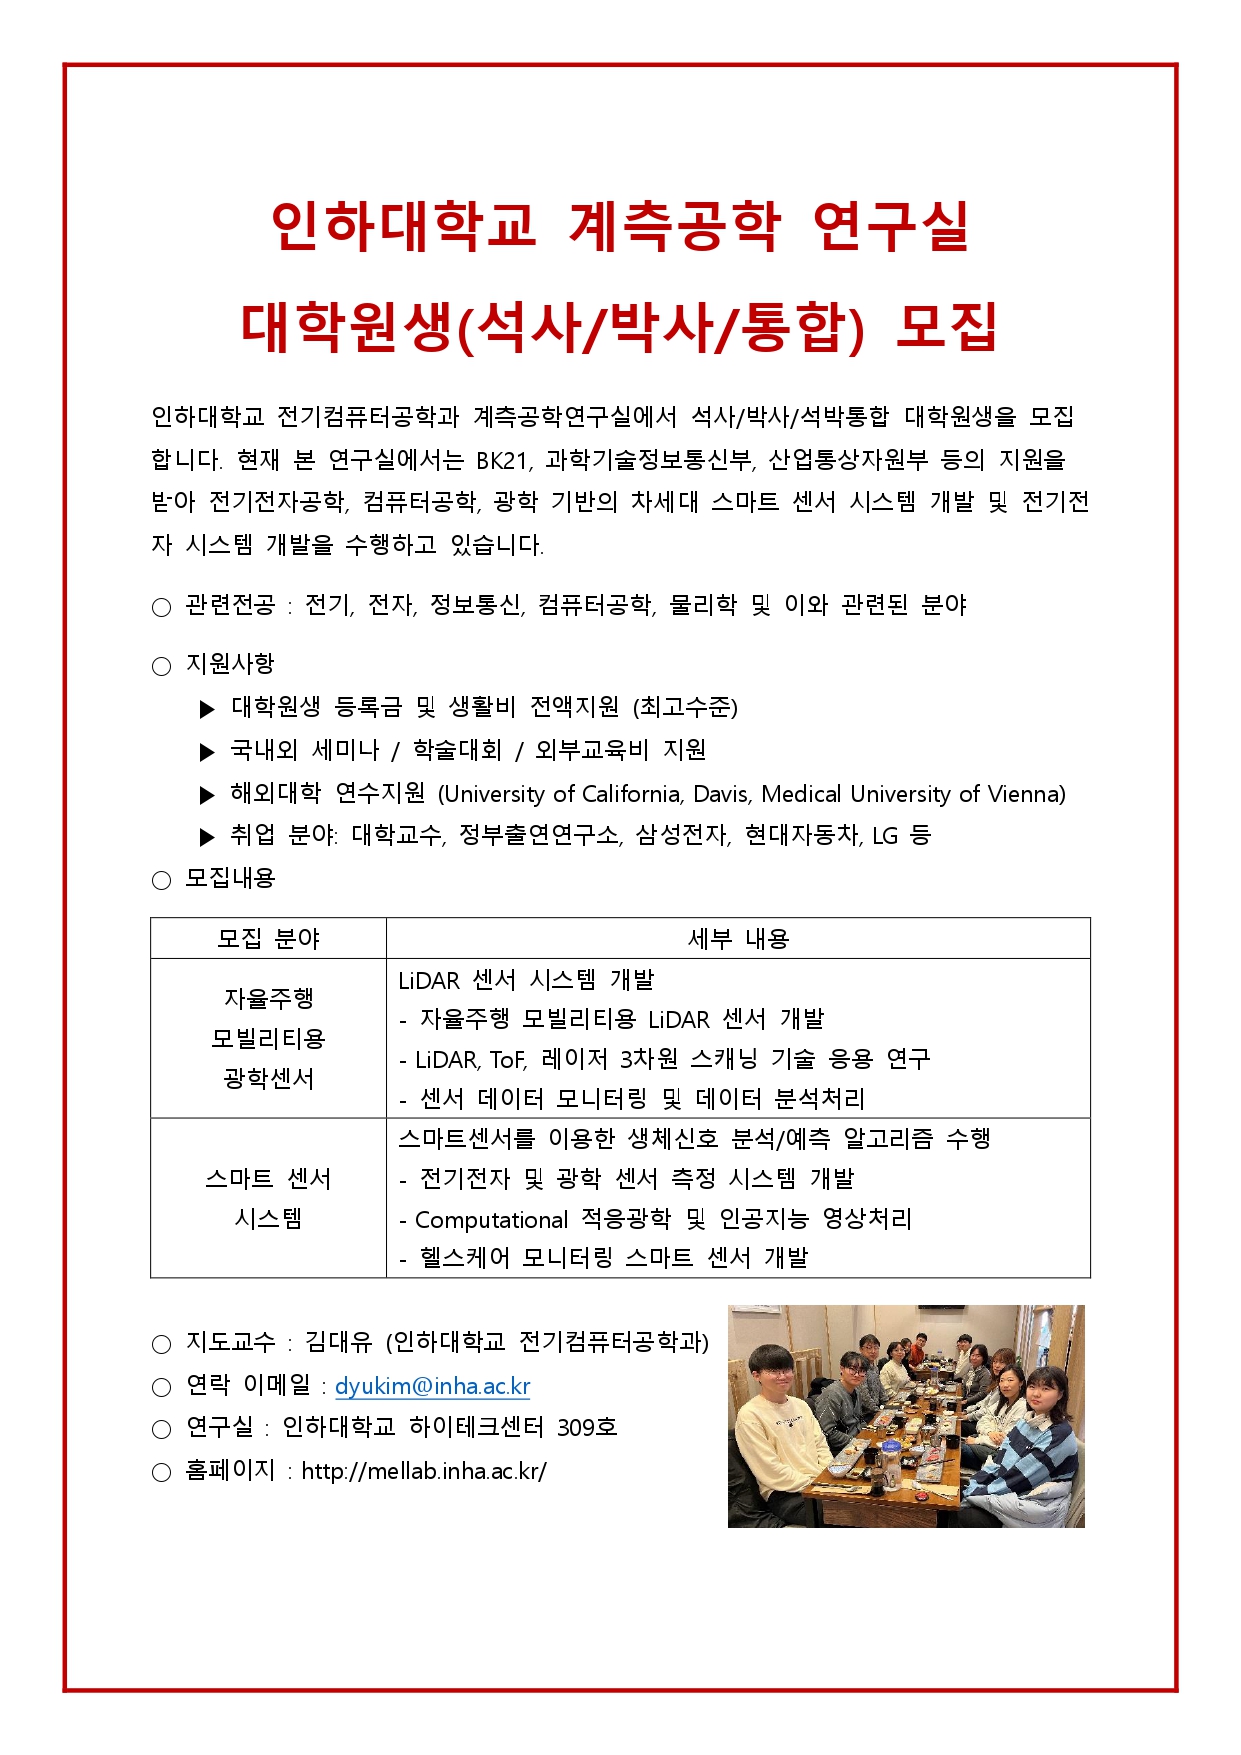 인하대학교 계측공학 연구실
대학원생(석사/박사/통합) 모집
인하대학교 전기컴퓨터공학과 계측공학연구실에서 석사/박사/석박통합 대학원생을 모집
합니다. 현재 본 연구실에서는 BK21, 과학기술정보통신부, 산업통상자원부 등의 지원을
받아 전기전자공학, 컴퓨터공학, 광학 기반의 차세대 스마트 센서 시스템 개발 및 전기전
자 시스템 개발을 수행하고 있습니다.
○ 관련전공 : 전기, 전자, 정보통신, 컴퓨터공학, 물리학 및 이와 관련된 분야
○ 지원사항
▶ 대학원생 등록금 및 생활비 전액지원 (최고수준)
▶ 국내외 세미나 / 학술대회 / 외부교육비 지원
▶ 해외대학 연수지원 (University of California, Davis, Medical University of Vienna)
▶ 취업 분야: 대학교수, 정부출연연구소, 삼성전자, 현대자동차, LG 등
○ 모집내용
모집 분야 세부 내용
자율주행
모빌리티용
광학센서
LiDAR 센서 시스템 개발
- 자율주행 모빌리티용 LiDAR 센서 개발
- LiDAR, ToF, 레이저 3차원 스캐닝 기술 응용 연구
- 센서 데이터 모니터링 및 데이터 분석처리
스마트 센서
시스템
스마트센서를 이용한 생체신호 분석/예측 알고리즘 수행
- 전기전자 및 광학 센서 측정 시스템 개발
- Computational 적응광학 및 인공지능 영상처리
- 헬스케어 모니터링 스마트 센서 개발
○ 지도교수 : 김대유 (인하대학교 전기컴퓨터공학과)
○ 연락 이메일 : dyukim@inha.ac.kr
○ 연구실 : 인하대학교 하이테크센터 309호
○ 홈페이지 : http://mellab.inha.ac.kr/